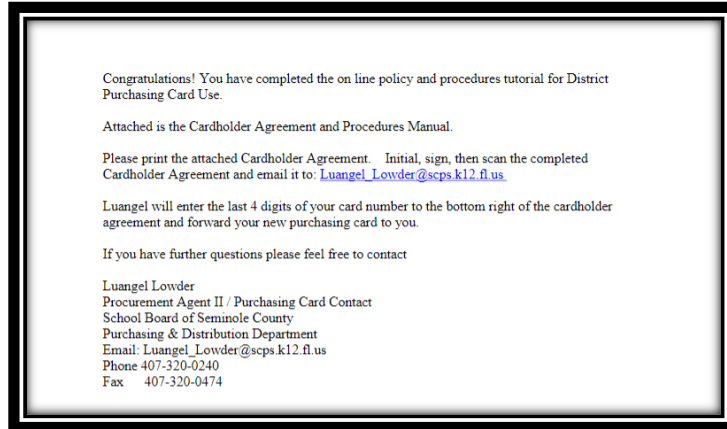 Congratulations! You have completed the on line policy and procedures tutorial for District
Purchasing Card Use.
Attached is the Cardholder Agreement and Procedures Manual.
Please print the attached Cardholder Agreement.    Initial, sign, then scan the completed
Cardholder Agreement and email it to: Luangel_Lowder@scps.k12.fl.us
Luangel will enter the last 4 digits of your card number to the bottom right of the cardholder
agreement and forward your new purchasing card to you.
If you have further questions please feel free to contact
Luangel Lowder
Procurement Agent II / Purchasing Card Contact
School Board of Seminole County
Purchasing & Distribution Department
Email: Luangel_Lowder@scps.k12.fl.us
Phone 407-320-0240
Fax     407-320-0474